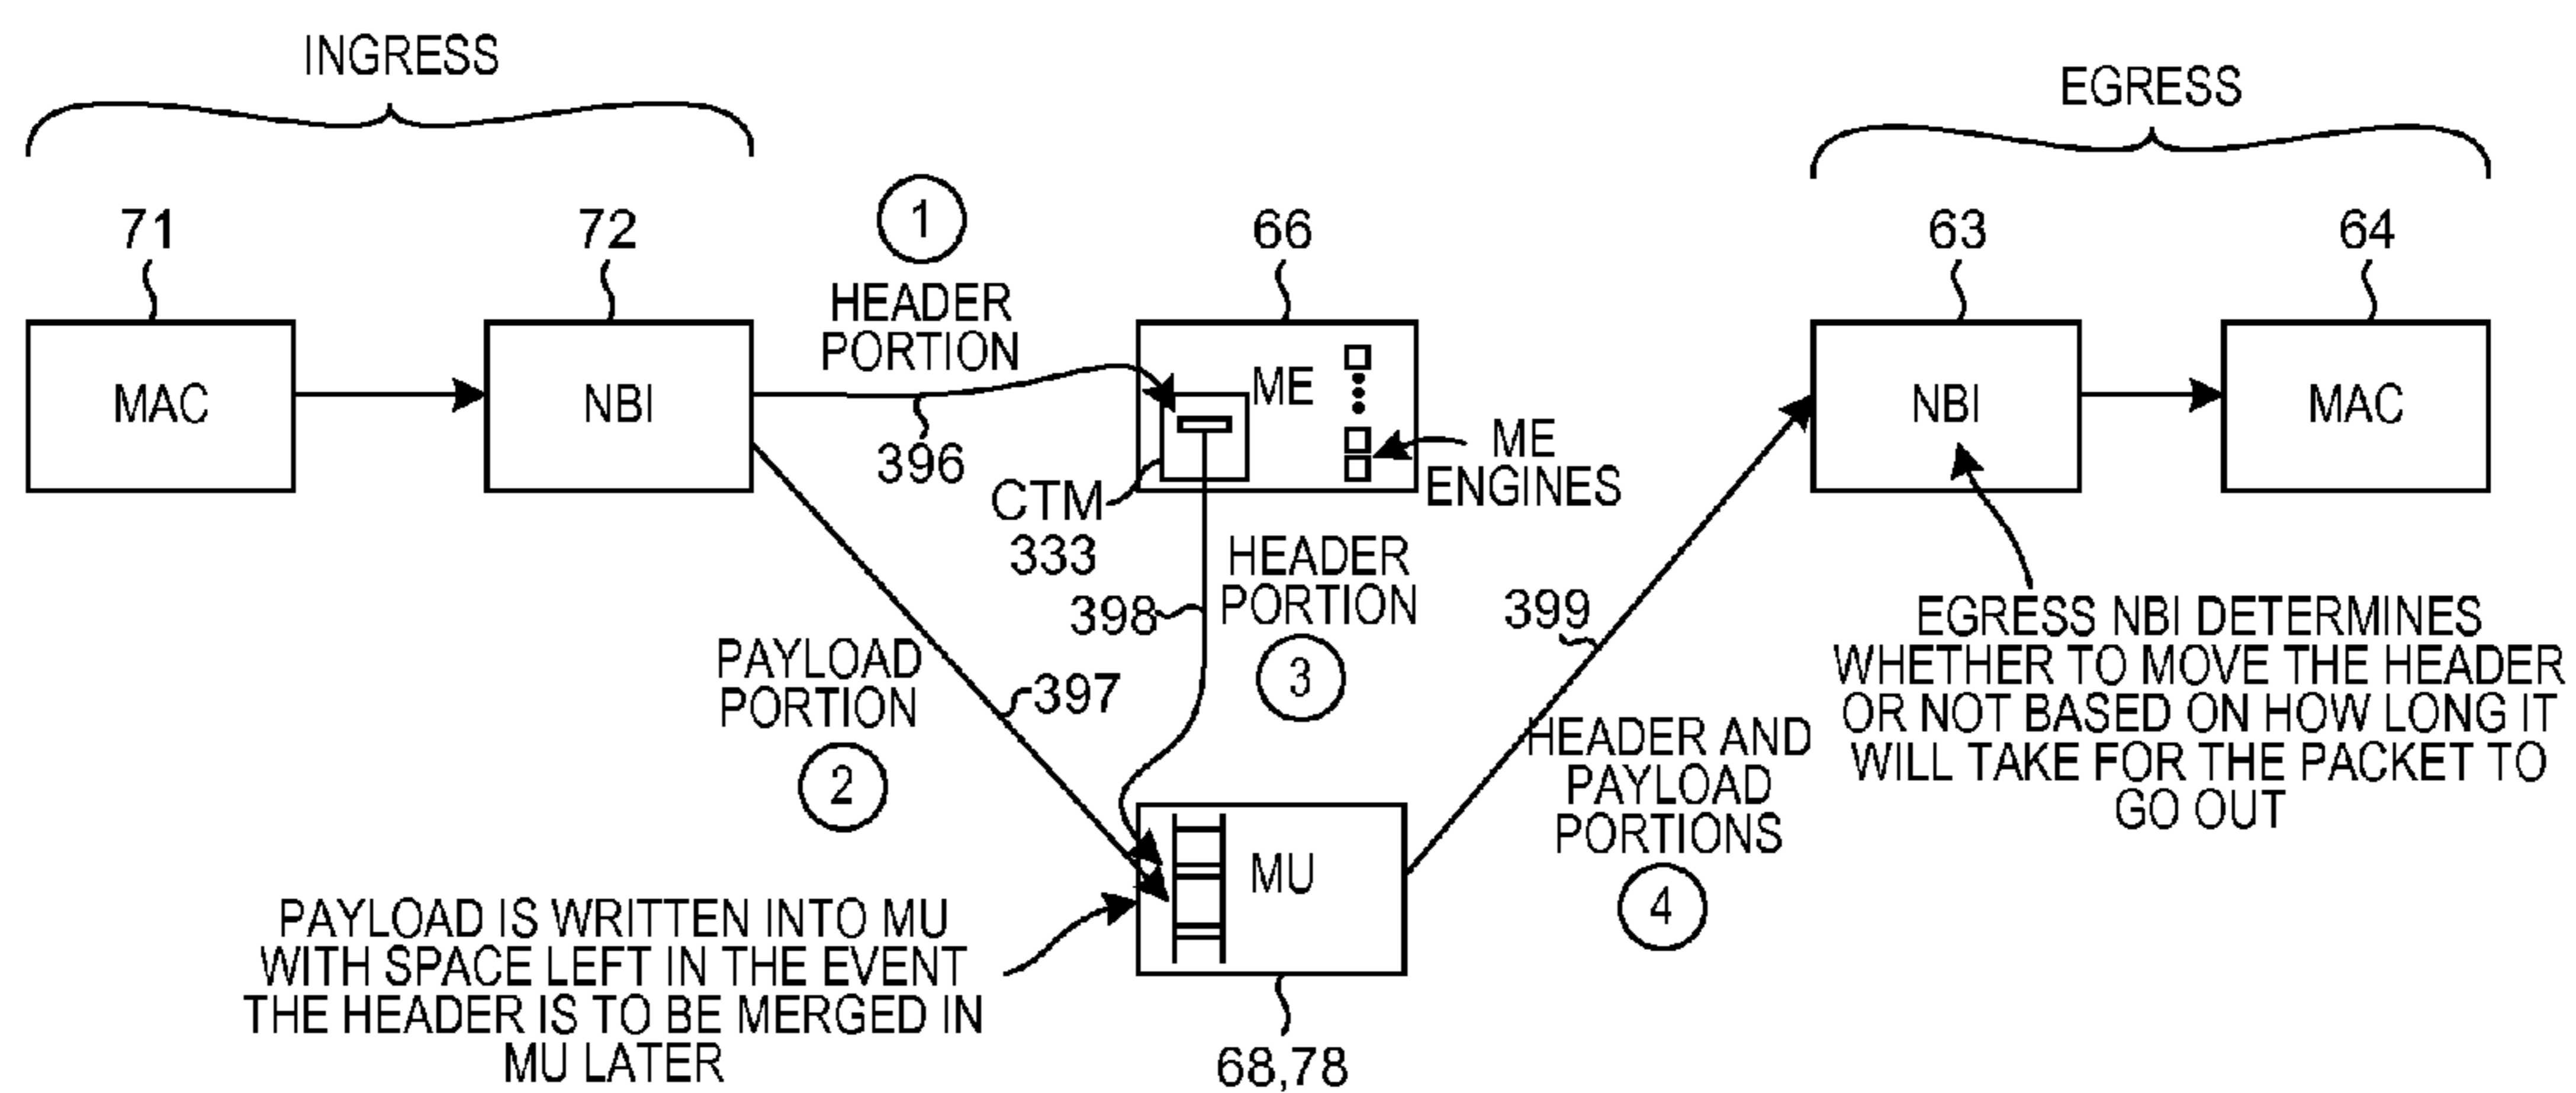 INGRESS
EGRESS
71
72
1
66
63
64
HEADER
PORTION
MAC
NBI
ME
NBI
MAC
396
CTM
333
ME
ENGINES
HEADER
PORTION
398
3
399
EGRESS NBI DETERMINES
WHETHER TO MOVE THE HEADER
OR NOT BASED ON HOW LONG IT
WILL TAKE FOR THE PACKET TO
GO OUT
PAYLOAD
PORTION
397
2
HEADER AND
PAYLOAD
PORTIONS
4
MU
PAYLOAD IS WRITTEN INTO MU
WITH SPACE LEFT IN THE EVENT
THE HEADER IS TO BE MERGED IN
MU LATER
68,78